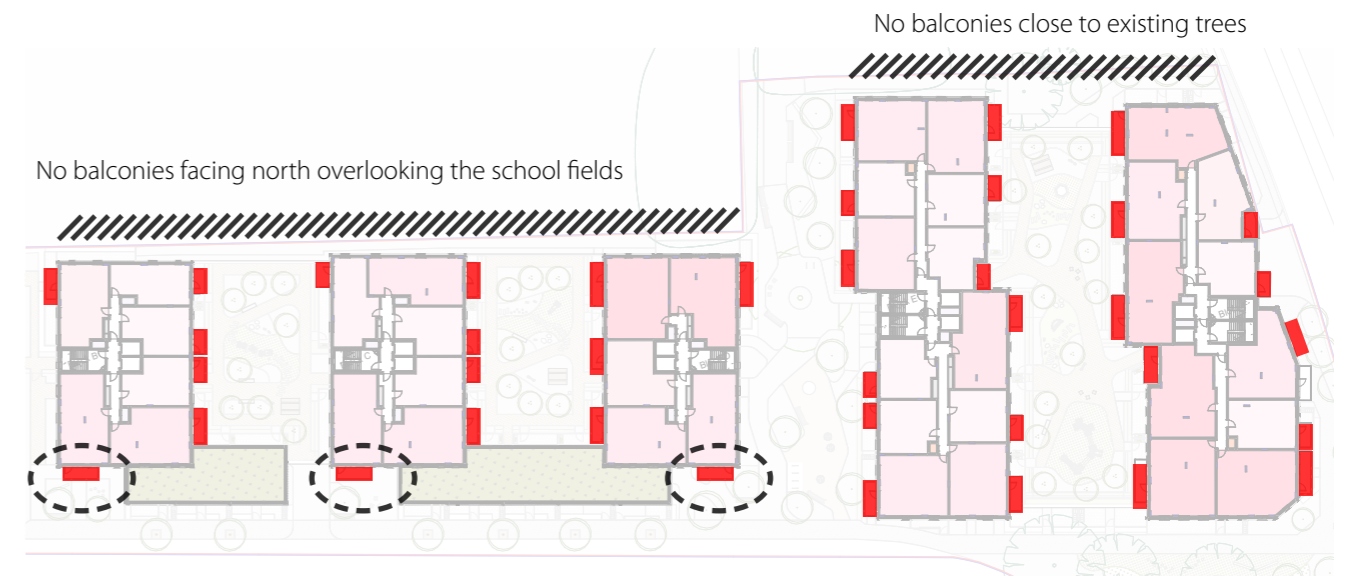 No balconies close to existing trees
No balconies facing north overlooking the school fields